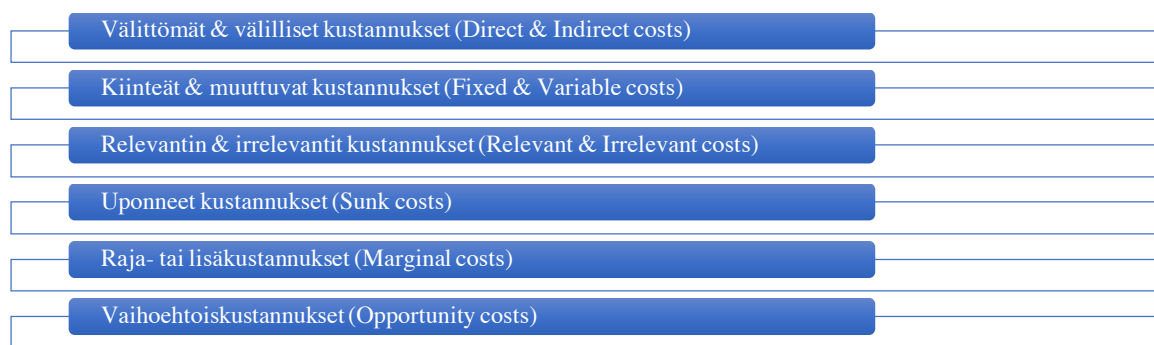 Välittömät & välilliset kustannukset (Direct & Indirect costs)
Kiinteät & muuttuvat kustannukset (Fixed & Variable costs)
Relevantin & irrelevantit kustannukset (Relevant & Irrelevant costs)
Uponneet kustannukset (Sunk costs)
Raja- tai lisäkustannukset (Marginal costs)
Vaihoehtoiskustannukset (Opportunity costs)